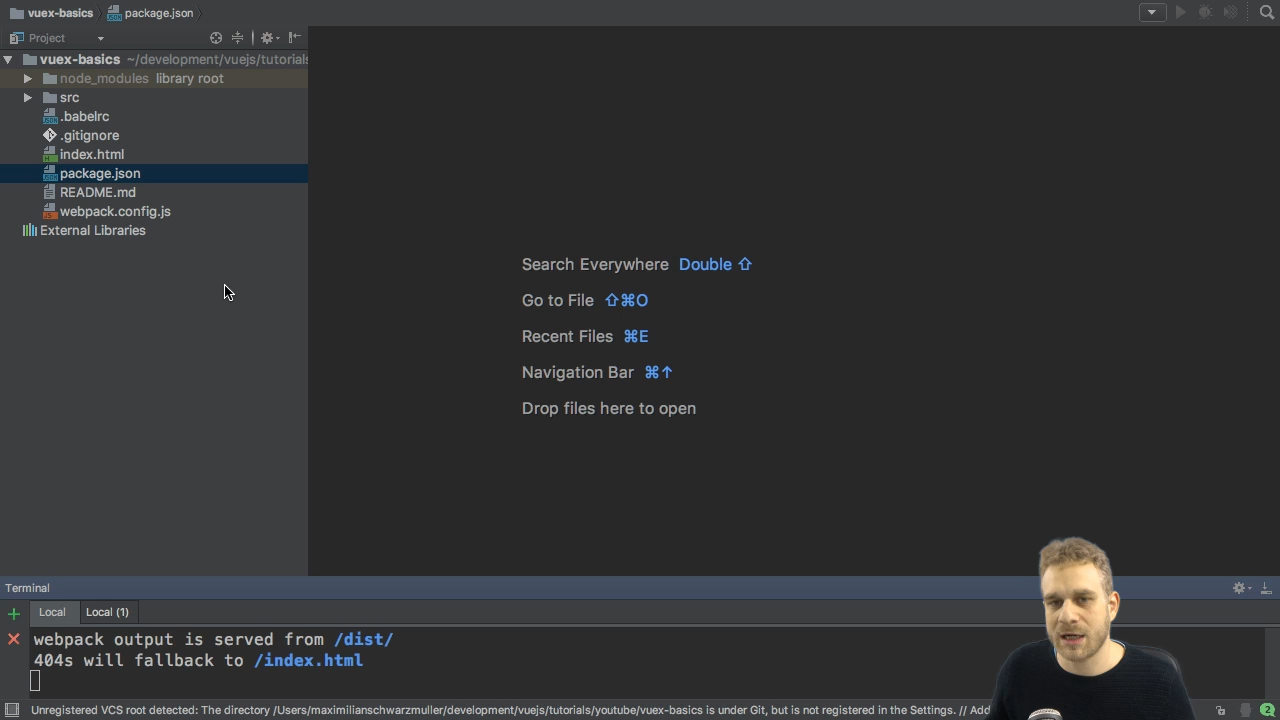 vuex-basics
package.json
Project
vuex-basics ~/development/vuejs/tutorials
node_modules library root
src
.babelrc
.gitignore
index.html
package.json
README.md
webpack.config.js
External Libraries
Search Everywhere Double ⇧
Go to File ⇧⌘O
Recent Files ⌘E
Navigation Bar ⌘↑
Drop files here to open
Terminal
Local
Local (1)
webpack output is served from /dist/
404s will fallback to /index.html
Unregistered VCS root detected: The directory /Users/maximilianschwarzmuller/development/vuejs/tutorials/youtube/vuex-basics is under Git, but is not registered in the Settings. // Add
2